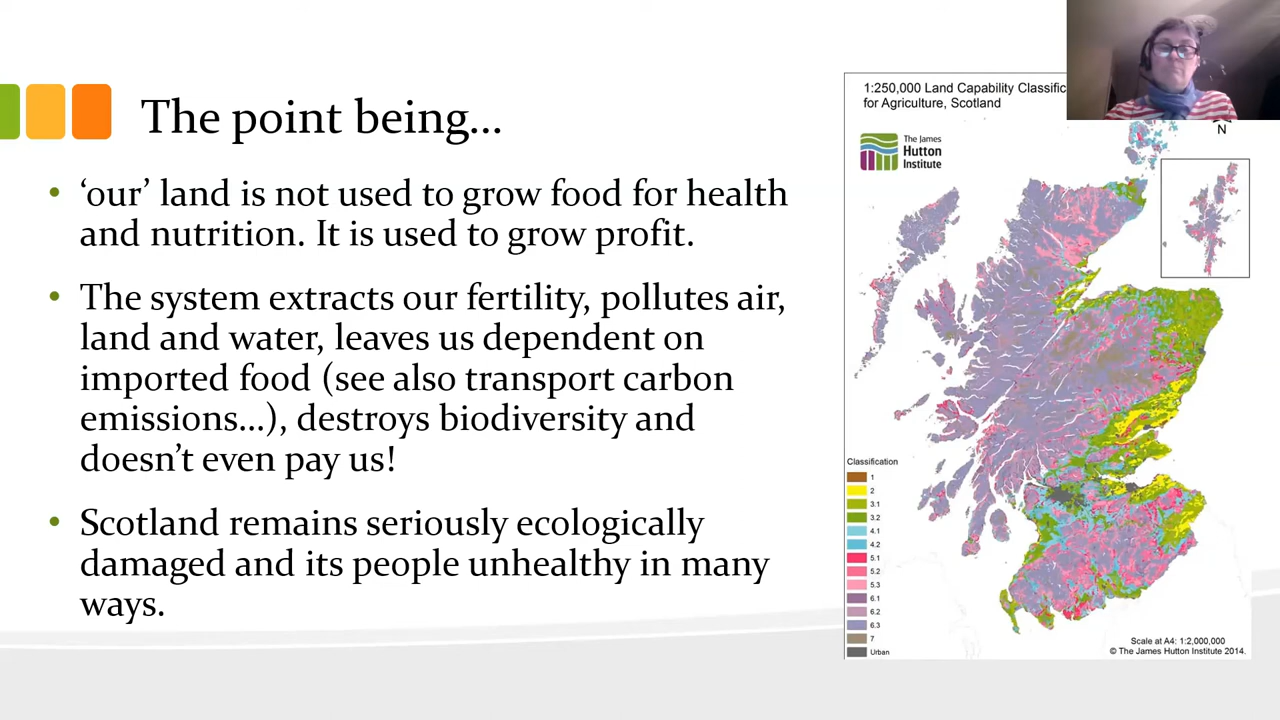 The point being...
• ‘our’ land is not used to grow food for health
and nutrition. It is used to grow profit.
• The system extracts our fertility, pollutes air,
land and water, leaves us dependent on
imported food (see also transport carbon
emissions...), destroys biodiversity and
doesn’t even pay us!
• Scotland remains seriously ecologically
damaged and its people unhealthy in many
ways.
1:250,000 Land Capability Classific
for Agriculture, Scotland
The James
Hutton
Institute
N
Classification
1
2
3.1
3.2
4.1
4.2
5.1
5.2
5.3
6.1
6.2
6.3
7
Urban
Scale at A4: 1:2,000,000
© The James Hutton Institute 2014.